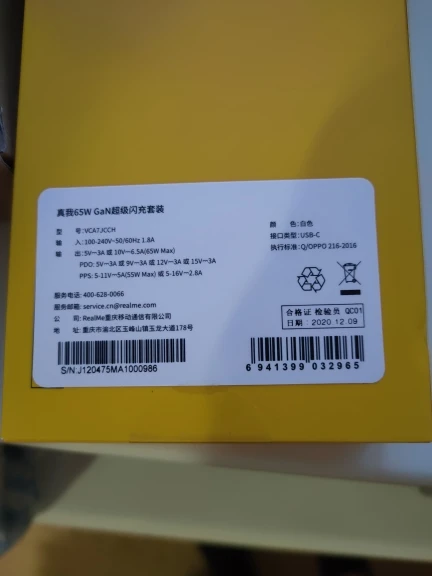 真我65W GaN超级闪充套装
型 号:VCA7JCCH
颜 色:白色
输 入:100-240V~50/60Hz 1.8A
接口类型:USB-C
输 出:5V⎓3A 或 10V⎓6.5A(65W Max)
执行标准:Q/OPPO 216-2016
PDO: 5V⎓3A 或 9V⎓3A 或 12V⎓3A 或 15V⎓3A
PPS: 5-11V⎓5A(55W Max) 或 5-16V⎓2.8A
服务电话: 400-628-0066
服务邮箱: service.cn@realme.com
公 司: RealMe重庆移动通信有限公司
地 址: 重庆市渝北区玉峰山镇玉龙大道178号
合格证 检验员 QC01
日期 2020.12.09
S/N:J120475MA1000986
6 941399 032965